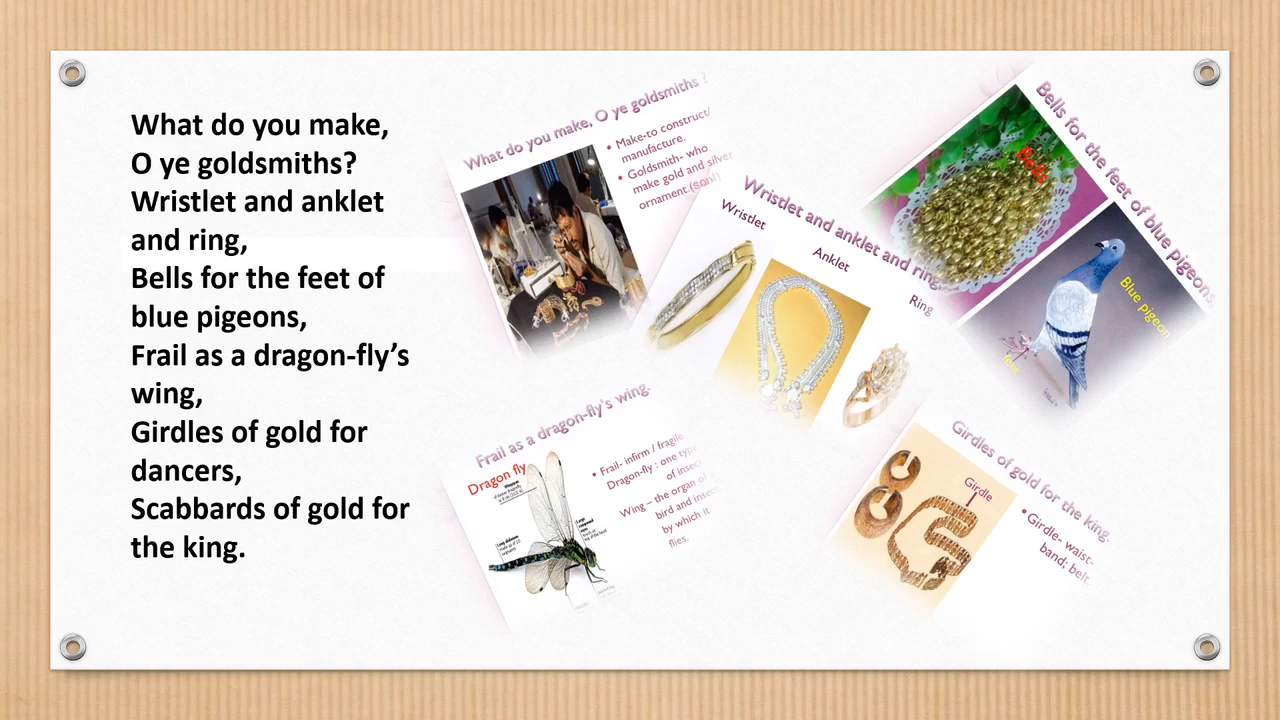 What do you make,
O ye goldsmiths?
Wristlet and anklet
and ring,
Bells for the feet of
blue pigeons,
Frail as a dragon-fly’s
wing,
Girdles of gold for
dancers,
Scabbards of gold for
the king.
What do you make, O ye goldsmiths ?
• Make-to construct/
manufacture.
• Goldsmith- who
make gold and silver
ornament.
Wristlet and anklet and ring,
Wristlet
Anklet
Ring
Bells for the feet of blue pigeons,
Bells
Blue pigeon
Frail as a dragon-fly's wing.
Dragon fly
• Frail- infirm / fragile
Dragon-fly : one type
of insect
Wing – the organ of
bird and insect
by which it
flies.
Girdles of gold for the king.
Girdle
• Girdle- waist-
band; belt.